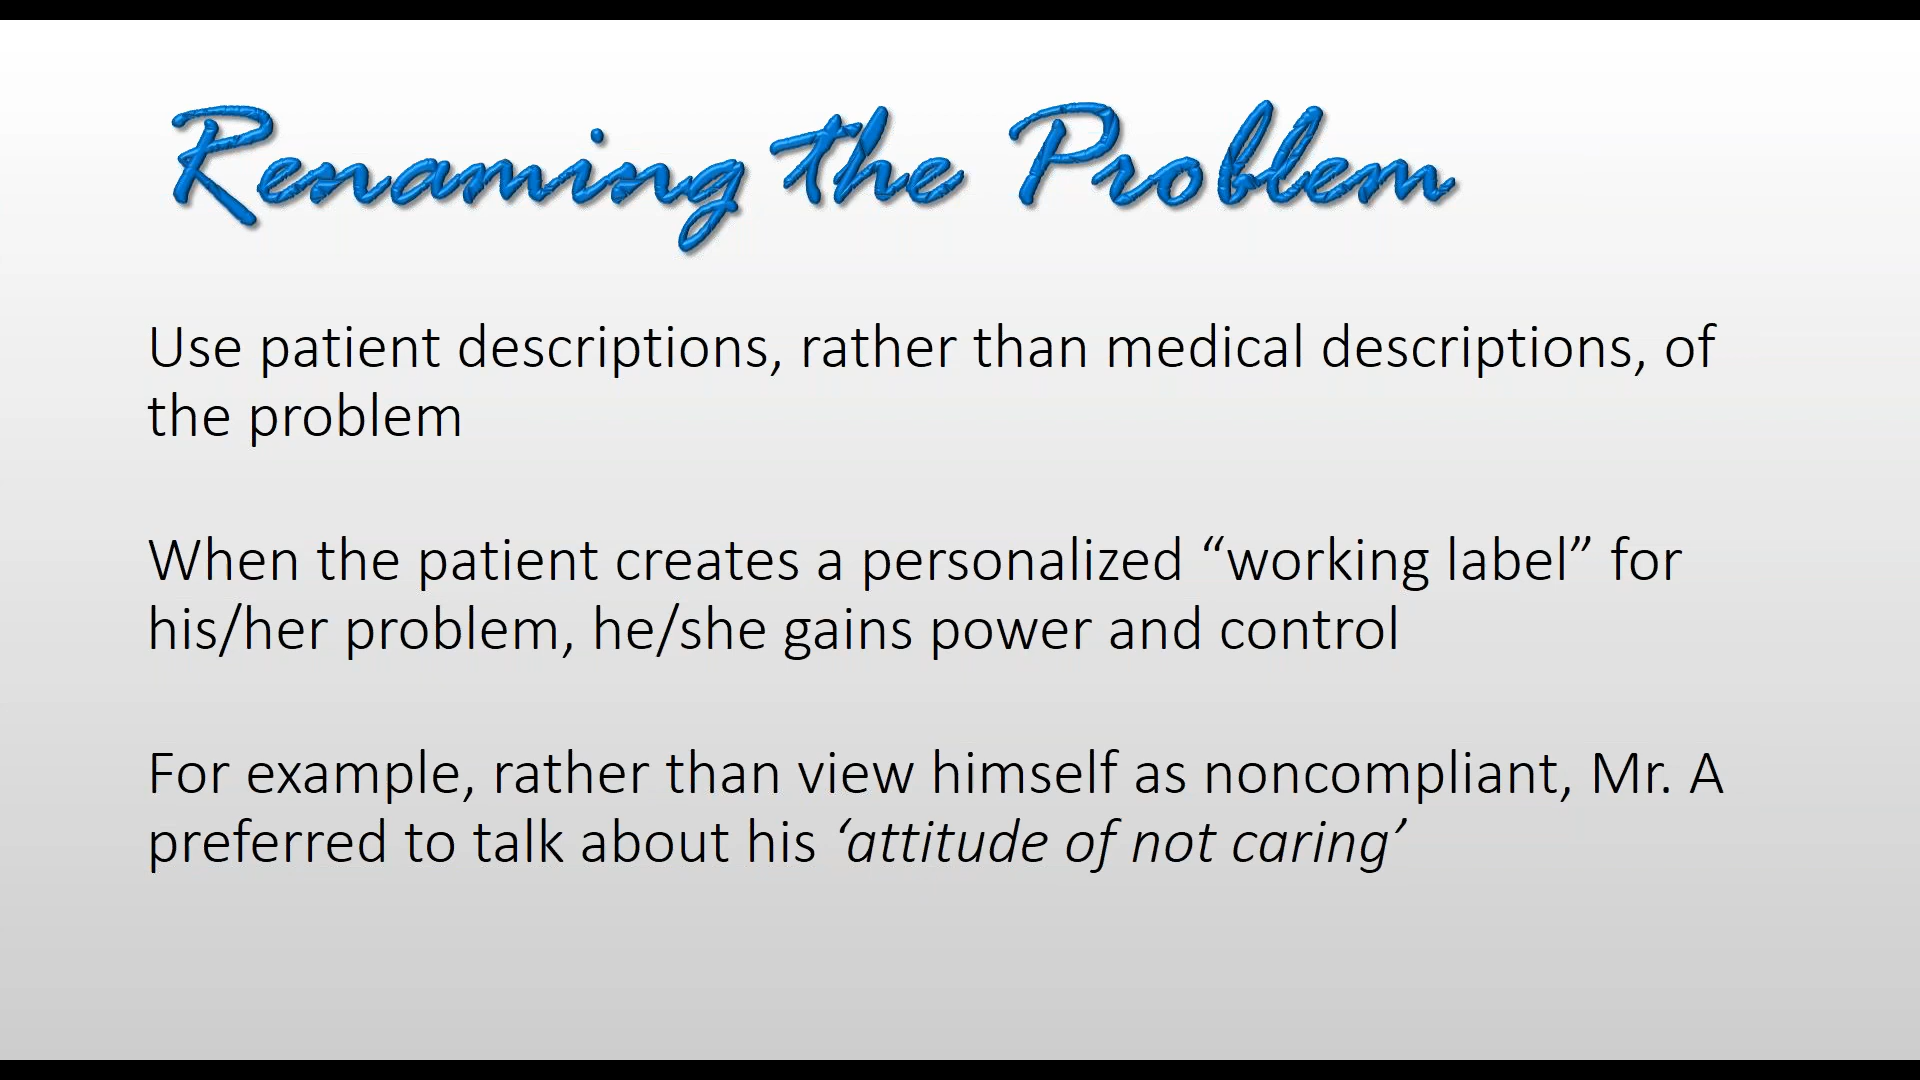 Renaming the Problem
Use patient descriptions, rather than medical descriptions, of
the problem
When the patient creates a personalized “working label” for
his/her problem, he/she gains power and control
For example, rather than view himself as noncompliant, Mr. A
preferred to talk about his ‘attitude of not caring’